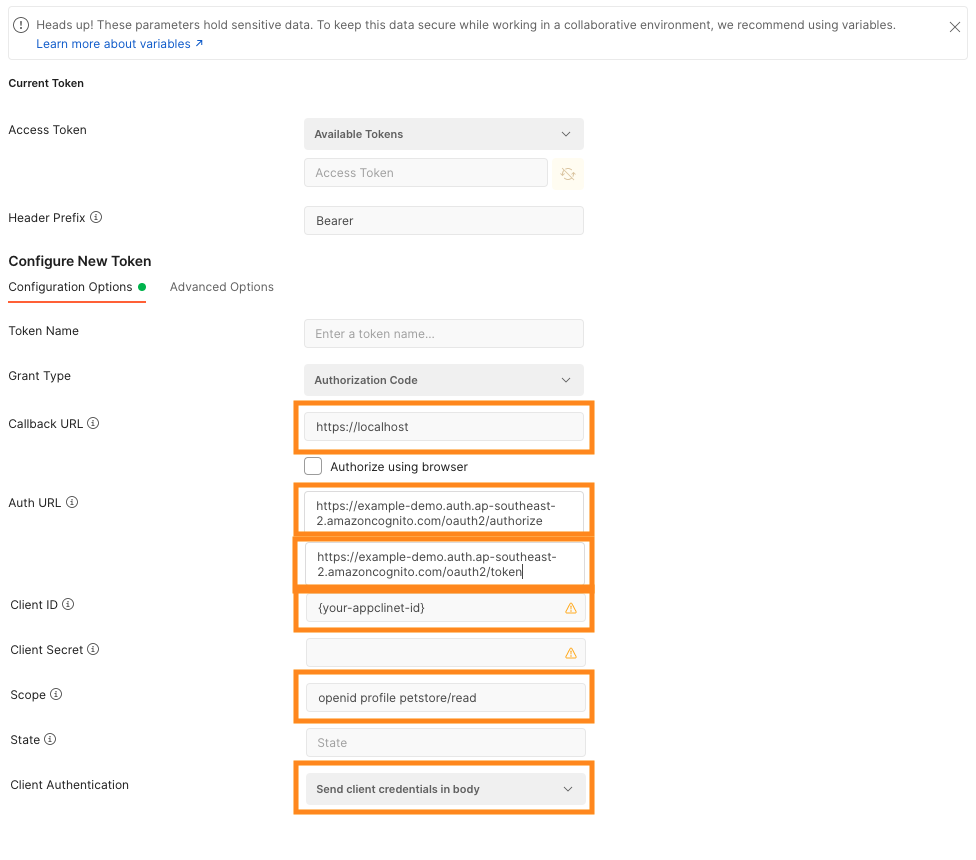 Heads up! These parameters hold sensitive data. To keep this data secure while working in a collaborative environment, we recommend using variables.
Learn more about variables ↗
Current Token
Access Token
Available Tokens
Access Token
Header Prefix
Bearer
Configure New Token
Configuration Options
Advanced Options
Token Name
Enter a token name...
Grant Type
Authorization Code
Callback URL
https://localhost
Authorize using browser
Auth URL
https://example-demo.auth.ap-southeast-
2.amazoncognito.com/oauth2/authorize
https://example-demo.auth.ap-southeast-
2.amazoncognito.com/oauth2/token
Client ID
{your-appclinet-id}
Client Secret
Scope
openid profile petstore/read
State
State
Client Authentication
Send client credentials in body